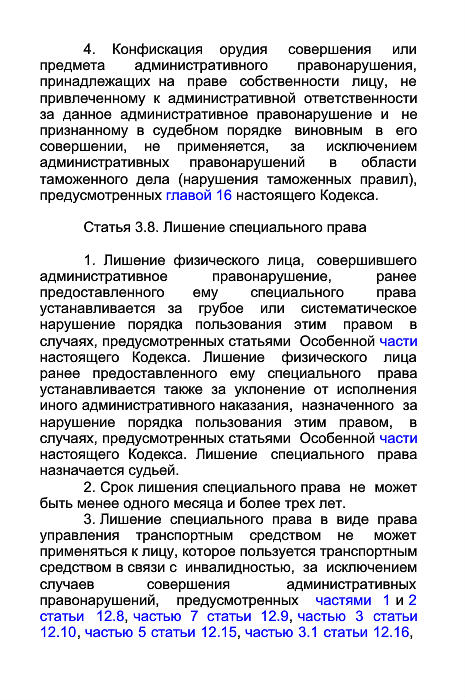 4. Конфискация орудия совершения или
предмета административного правонарушения,
принадлежащих на праве собственности лицу, не
привлеченному к административной ответственности
за данное административное правонарушение и не
признанному в судебном порядке виновным в его
совершении, не применяется, за исключением
административных правонарушений в области
таможенного дела (нарушения таможенных правил),
предусмотренных главой 16 настоящего Кодекса.
Статья 3.8. Лишение специального права
1. Лишение физического лица, совершившего
административное правонарушение, ранее
предоставленного ему специального права
устанавливается за грубое или систематическое
нарушение порядка пользования этим правом в
случаях, предусмотренных статьями Особенной части
настоящего Кодекса. Лишение физического лица
ранее предоставленного ему специального права
устанавливается также за уклонение от исполнения
иного административного наказания, назначенного за
нарушение порядка пользования этим правом, в
случаях, предусмотренных статьями Особенной части
настоящего Кодекса. Лишение специального права
назначается судьей.
2. Срок лишения специального права не может
быть менее одного месяца и более трех лет.
3. Лишение специального права в виде права
управления транспортным средством не может
применяться к лицу, которое пользуется транспортным
средством в связи с инвалидностью, за исключением
случаев совершения административных
правонарушений, предусмотренных частями 1 и 2
статьи 12.8, частью 7 статьи 12.9, частью 3 статьи
12.10, частью 5 статьи 12.15, частью 3.1 статьи 12.16,